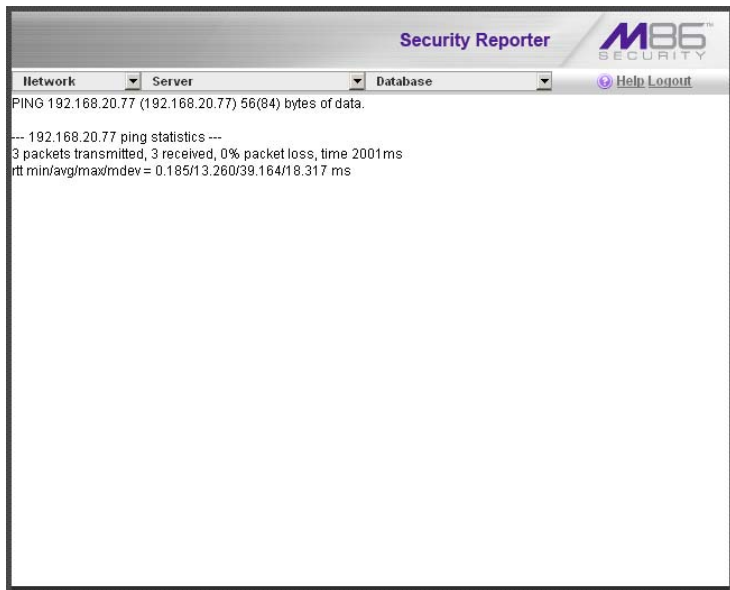 Security Reporter
M86™
SECURITY
Network Server Database Help Logout
PING 192.168.20.77 (192.168.20.77) 56(84) bytes of data.
--- 192.168.20.77 ping statistics ---
3 packets transmitted, 3 received, 0% packet loss, time 2001ms
rtt min/avg/max/mdev = 0.185/13.260/39.164/18.317 ms